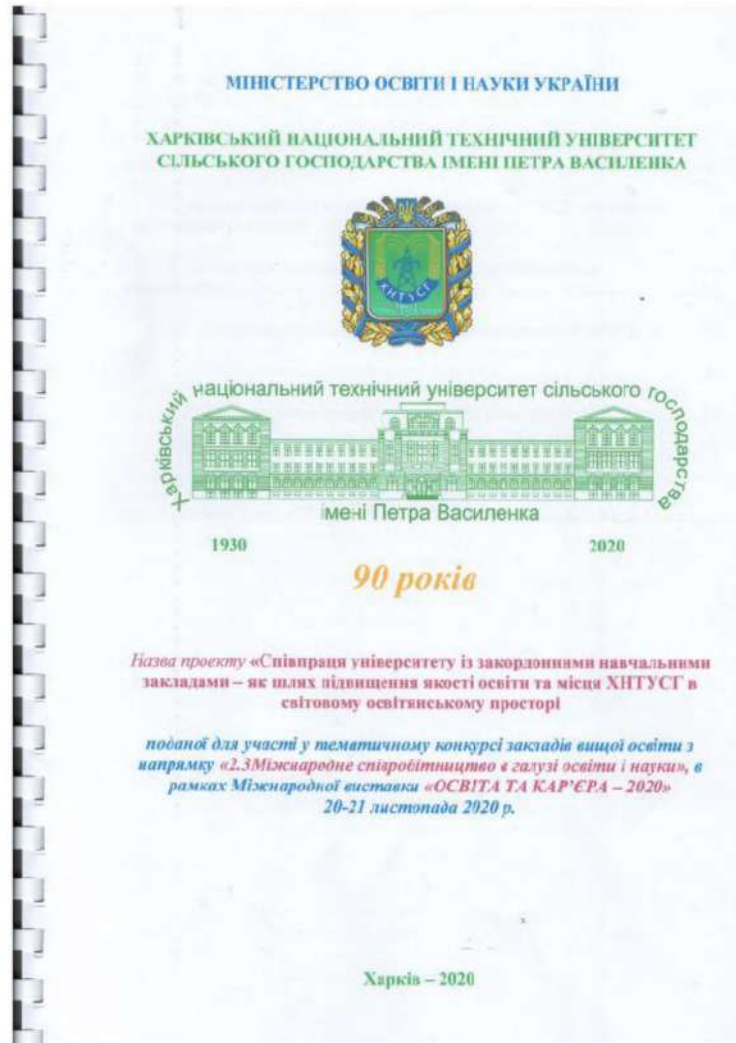 МІНІСТЕРСТВО ОСВІТИ І НАУКИ УКРАЇНИ
ХАРКІВСЬКИЙ НАЦІОНАЛЬНИЙ ТЕХНІЧНИЙ УНІВЕРСИТЕТ
СІЛЬСЬКОГО ГОСПОДАРСТВА ІМЕНІ ПЕТРА ВАСИЛЕНКА
ХНТУСГ
Харківський національний технічний університет сільського господарства
імені Петра Василенка
1930 2020
90 років
Назва проекту «Співпраця університету із закордонними навчальними
закладами – як шлях підвищення якості освіти та місця ХНТУСГ в
світовому освітянському просторі
поданої для участі у тематичному конкурсі закладів вищої освіти з
напрямку «2.3Міжнародне співробітництво в галузі освіти і науки», в
рамках Міжнародної виставки «ОСВІТА ТА КАР’ЄРА – 2020»
20-21 листопада 2020 р.
Харків – 2020